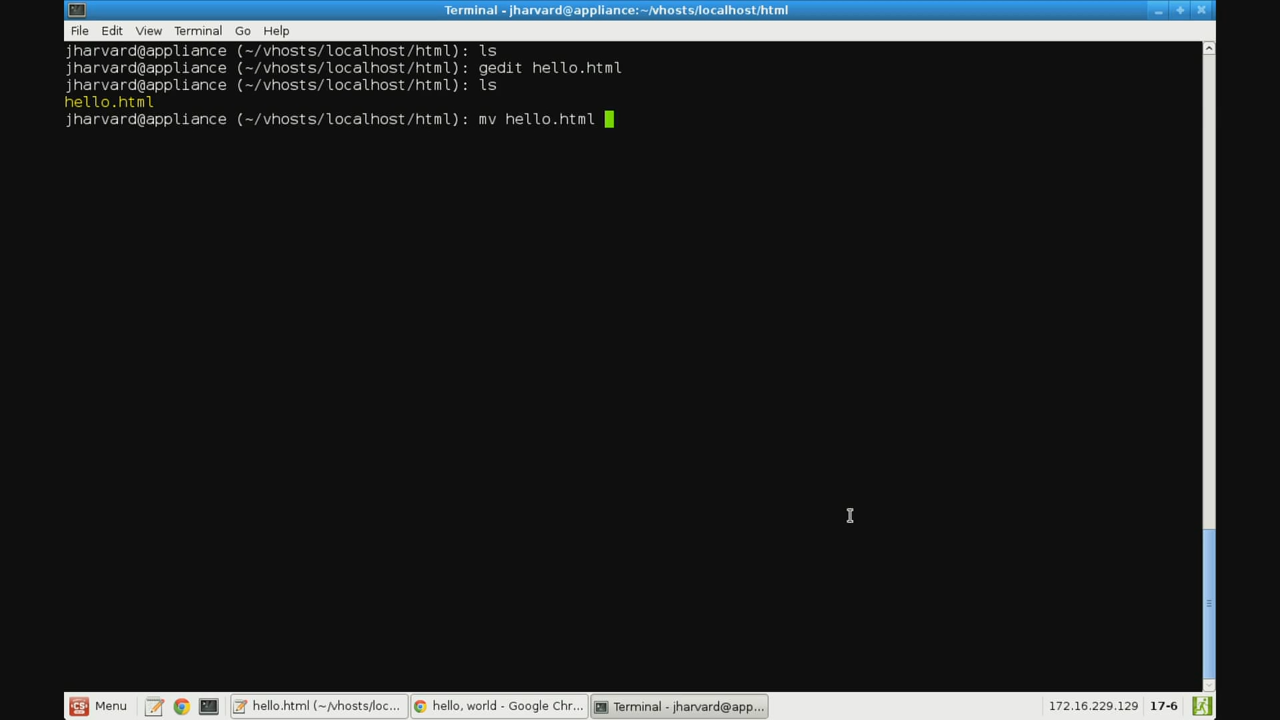 Terminal - jharvard@appliance:~/vhosts/localhost/html
File Edit View Terminal Go Help
jharvard@appliance (~/vhosts/localhost/html): ls
jharvard@appliance (~/vhosts/localhost/html): gedit hello.html
jharvard@appliance (~/vhosts/localhost/html): ls
hello.html
jharvard@appliance (~/vhosts/localhost/html): mv hello.html
CS Menu hello.html (~/vhosts/loc... hello, world - Google Chr... Terminal - jharvard@app... 172.16.229.129 17-6